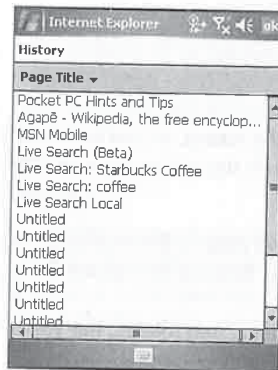 Internet Explorer ok
History
Page Title
Pocket PC Hints and Tips
Agapē - Wikipedia, the free encyclop...
MSN Mobile
Live Search (Beta)
Live Search: Starbucks Coffee
Live Search: coffee
Live Search Local
Untitled
Untitled
Untitled
Untitled
Untitled
Untitled
Untitled